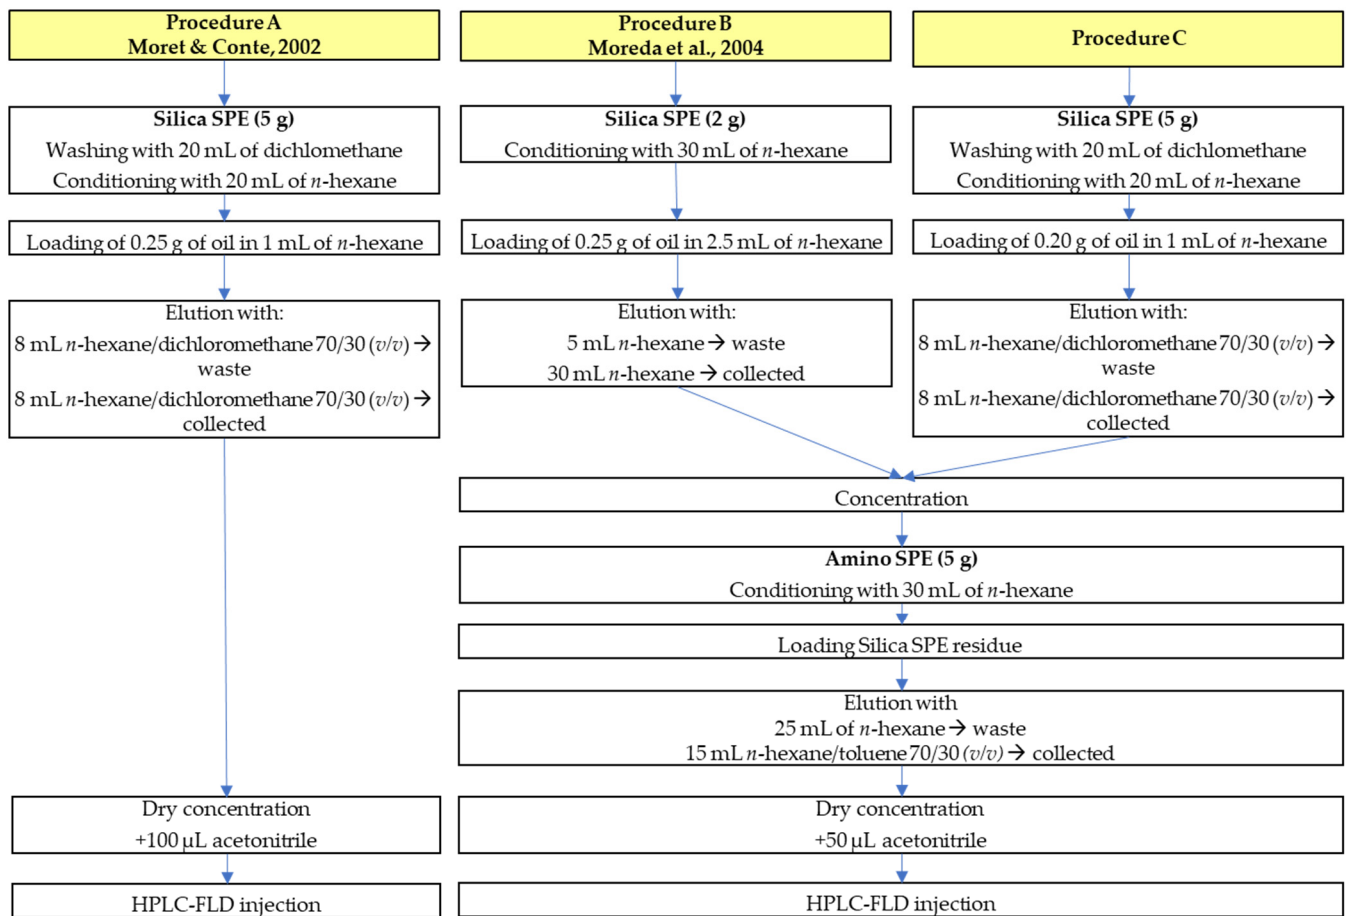 Procedure A
Moret & Conte, 2002
Silica SPE (5 g)
Washing with 20 mL of dichlomethane
Conditioning with 20 mL of n-hexane
Loading of 0.25 g of oil in 1 mL of n-hexane
Elution with:
8 mL n-hexane/dichloromethane 70/30 (v/v) →
waste
8 mL n-hexane/dichloromethane 70/30 (v/v) →
collected
Dry concentration
+100 µL acetonitrile
HPLC-FLD injection
Procedure B
Moreda et al., 2004
Silica SPE (2 g)
Conditioning with 30 mL of n-hexane
Loading of 0.25 g of oil in 2.5 mL of n-hexane
Elution with:
5 mL n-hexane → waste
30 mL n-hexane → collected
Procedure C
Silica SPE (5 g)
Washing with 20 mL of dichlomethane
Conditioning with 20 mL of n-hexane
Loading of 0.20 g of oil in 1 mL of n-hexane
Elution with:
8 mL n-hexane/dichloromethane 70/30 (v/v) →
waste
8 mL n-hexane/dichloromethane 70/30 (v/v) →
collected
Concentration
Amino SPE (5 g)
Conditioning with 30 mL of n-hexane
Loading Silica SPE residue
Elution with
25 mL of n-hexane → waste
15 mL n-hexane/toluene 70/30 (v/v) → collected
Dry concentration
+50 µL acetonitrile
HPLC-FLD injection